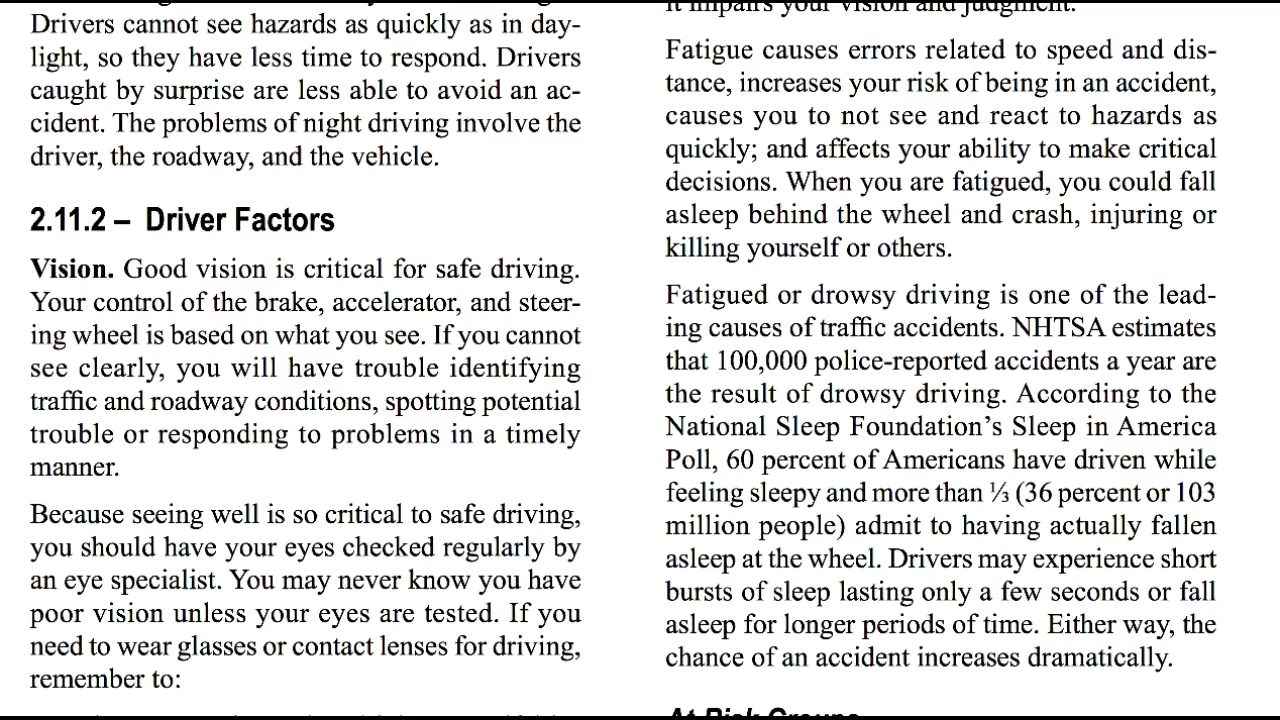 Drivers cannot see hazards as quickly as in day-
light, so they have less time to respond. Drivers
caught by surprise are less able to avoid an ac-
cident. The problems of night driving involve the
driver, the roadway, and the vehicle.
2.11.2 – Driver Factors
Vision. Good vision is critical for safe driving.
Your control of the brake, accelerator, and steer-
ing wheel is based on what you see. If you cannot
see clearly, you will have trouble identifying
traffic and roadway conditions, spotting potential
trouble or responding to problems in a timely
manner.
Because seeing well is so critical to safe driving,
you should have your eyes checked regularly by
an eye specialist. You may never know you have
poor vision unless your eyes are tested. If you
need to wear glasses or contact lenses for driving,
remember to:
it impairs your vision and judgment.
Fatigue causes errors related to speed and dis-
tance, increases your risk of being in an accident,
causes you to not see and react to hazards as
quickly; and affects your ability to make critical
decisions. When you are fatigued, you could fall
asleep behind the wheel and crash, injuring or
killing yourself or others.
Fatigued or drowsy driving is one of the lead-
ing causes of traffic accidents. NHTSA estimates
that 100,000 police-reported accidents a year are
the result of drowsy driving. According to the
National Sleep Foundation’s Sleep in America
Poll, 60 percent of Americans have driven while
feeling sleepy and more than ⅓ (36 percent or 103
million people) admit to having actually fallen
asleep at the wheel. Drivers may experience short
bursts of sleep lasting only a few seconds or fall
asleep for longer periods of time. Either way, the
chance of an accident increases dramatically.
At Risk Groups